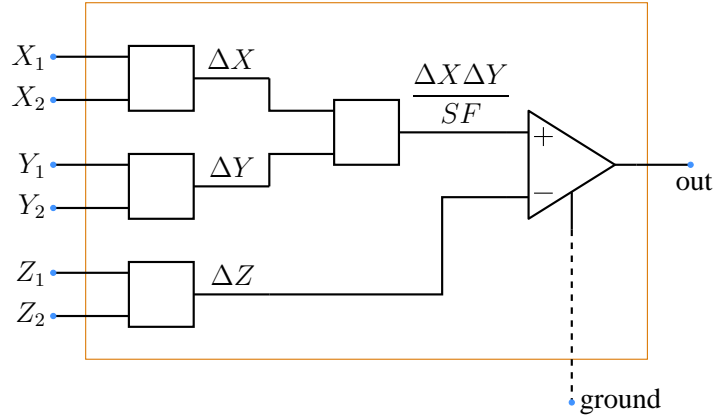 X₁
ΔX
X₂
ΔXΔY
SF
+
Y₁
ΔY
Y₂
out
−
Z₁
ΔZ
Z₂
ground